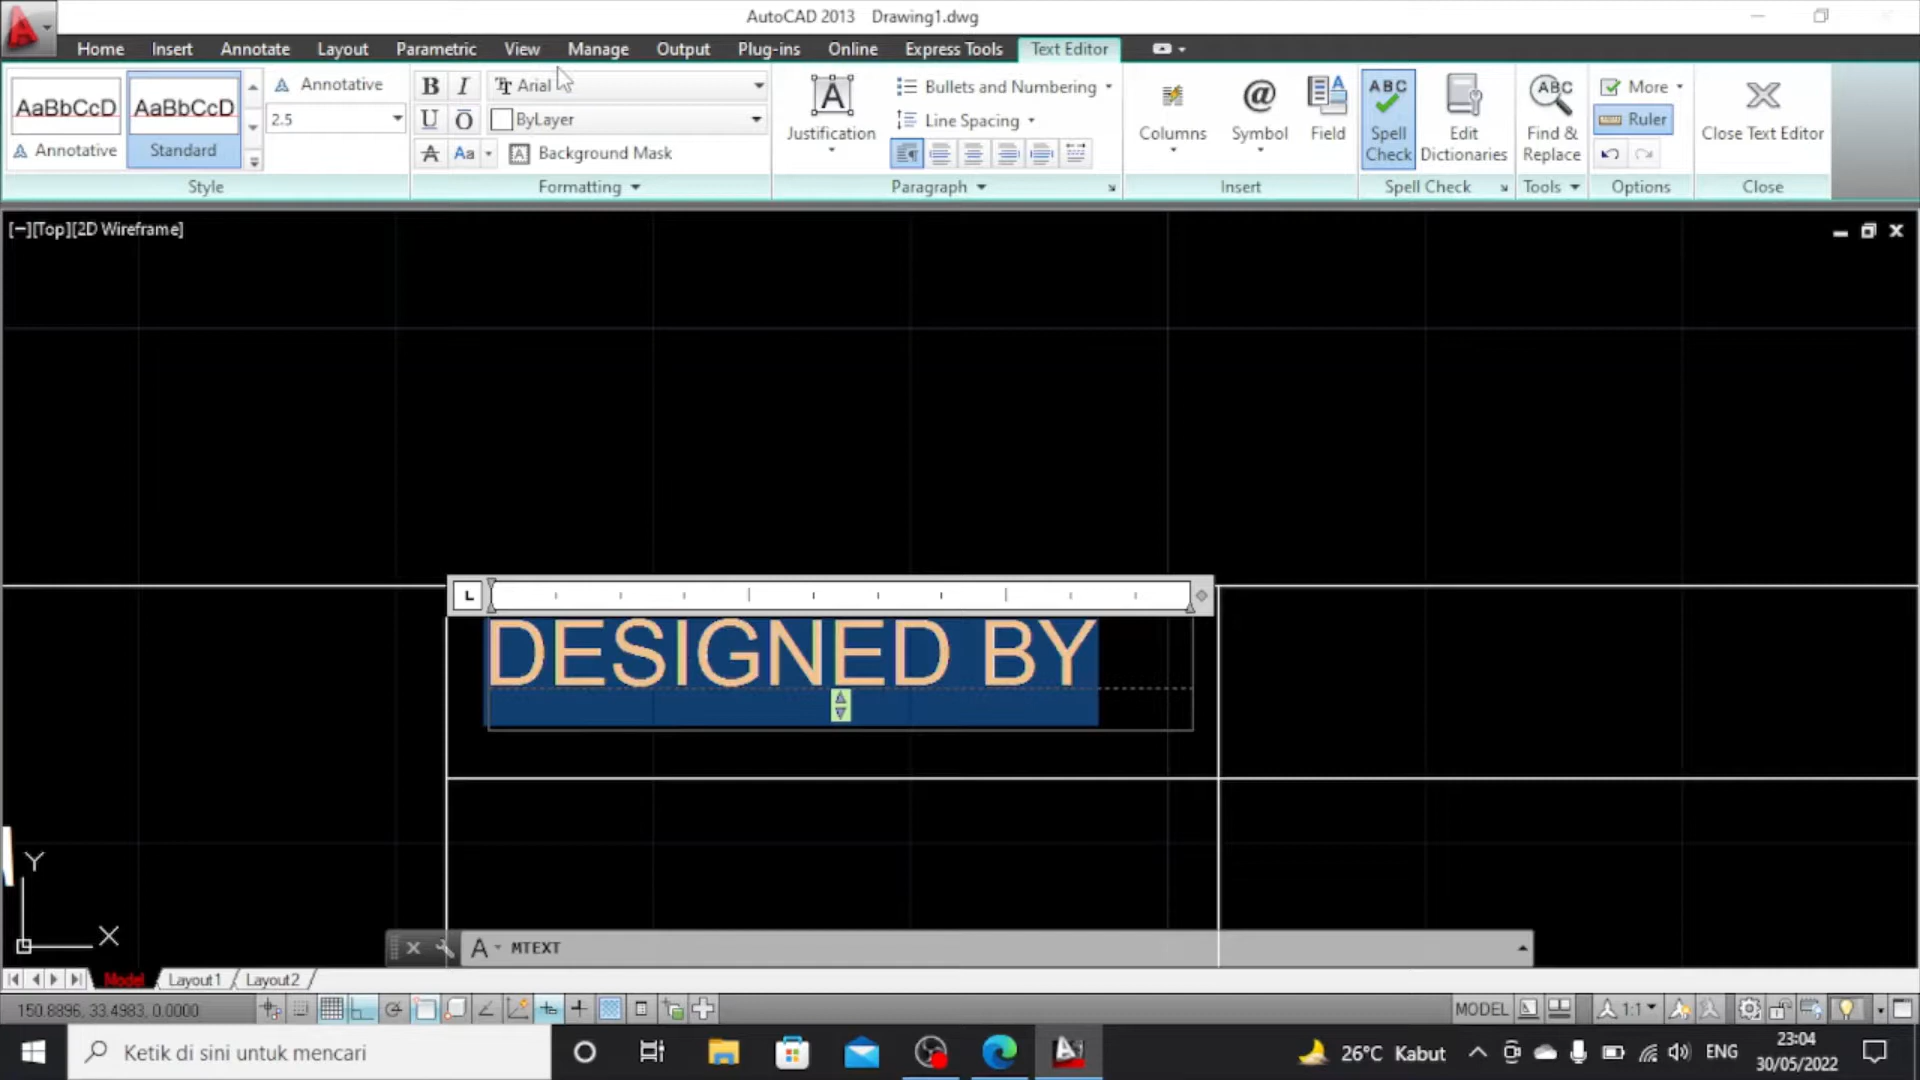 AutoCAD 2013 Drawing1.dwg
Home Insert Annotate Layout Parametric View Manage Output Plug-ins Online Express Tools Text Editor
AaBbCcD AaBbCcD Annotative B I Arial Bullets and Numbering More
2.5 U O ByLayer Line Spacing Ruler
Annotative Standard A Aa Background Mask Justification Columns Symbol Field Spell Check Edit Dictionaries Find & Replace Close Text Editor
Style Formatting Paragraph Insert Spell Check Tools Options Close
[−][Top][2D Wireframe]
L
DESIGNED BY
Y
X
A MTEXT
Model Layout1 Layout2
150.8896, 33.4983, 0.0000 MODEL 1:1
Ketik di sini untuk mencari 26°C Kabut ENG 23:04
30/05/2022